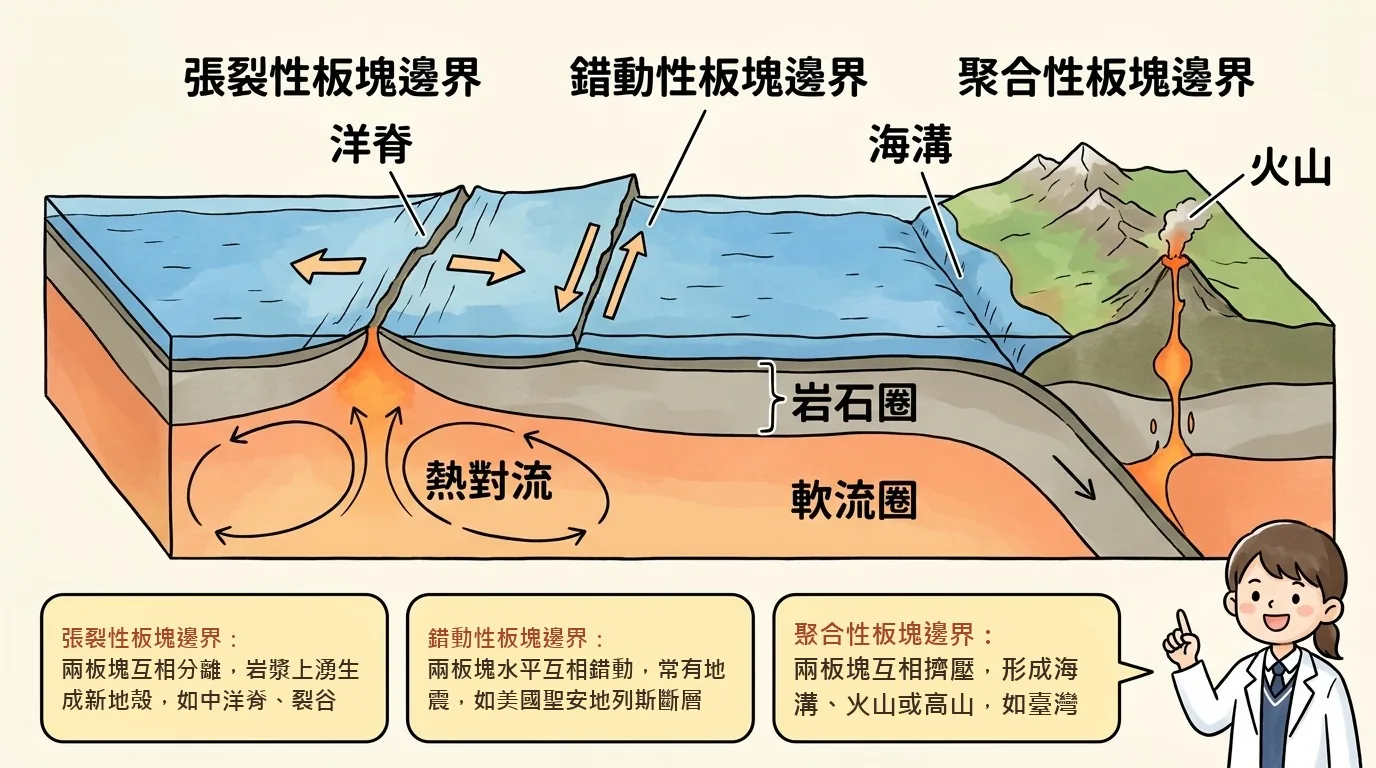 張裂性板塊邊界
錯動性板塊邊界
聚合性板塊邊界
洋脊
海溝
火山
岩石圈
熱對流
軟流圈
張裂性板塊邊界：
兩板塊互相分離，岩漿上湧生
成新地殼，如中洋脊、裂谷
錯動性板塊邊界：
兩板塊水平互相錯動，常有地
震，如美國聖安地列斯斷層
聚合性板塊邊界：
兩板塊互相擠壓，形成海
溝、火山或高山，如臺灣